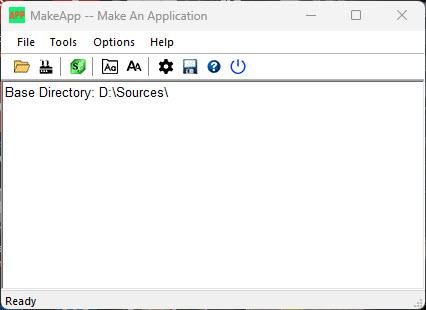 APP MakeApp -- Make An Application
File Tools Options Help
S Aa AA ?
Base Directory: D:\Sources\
Ready